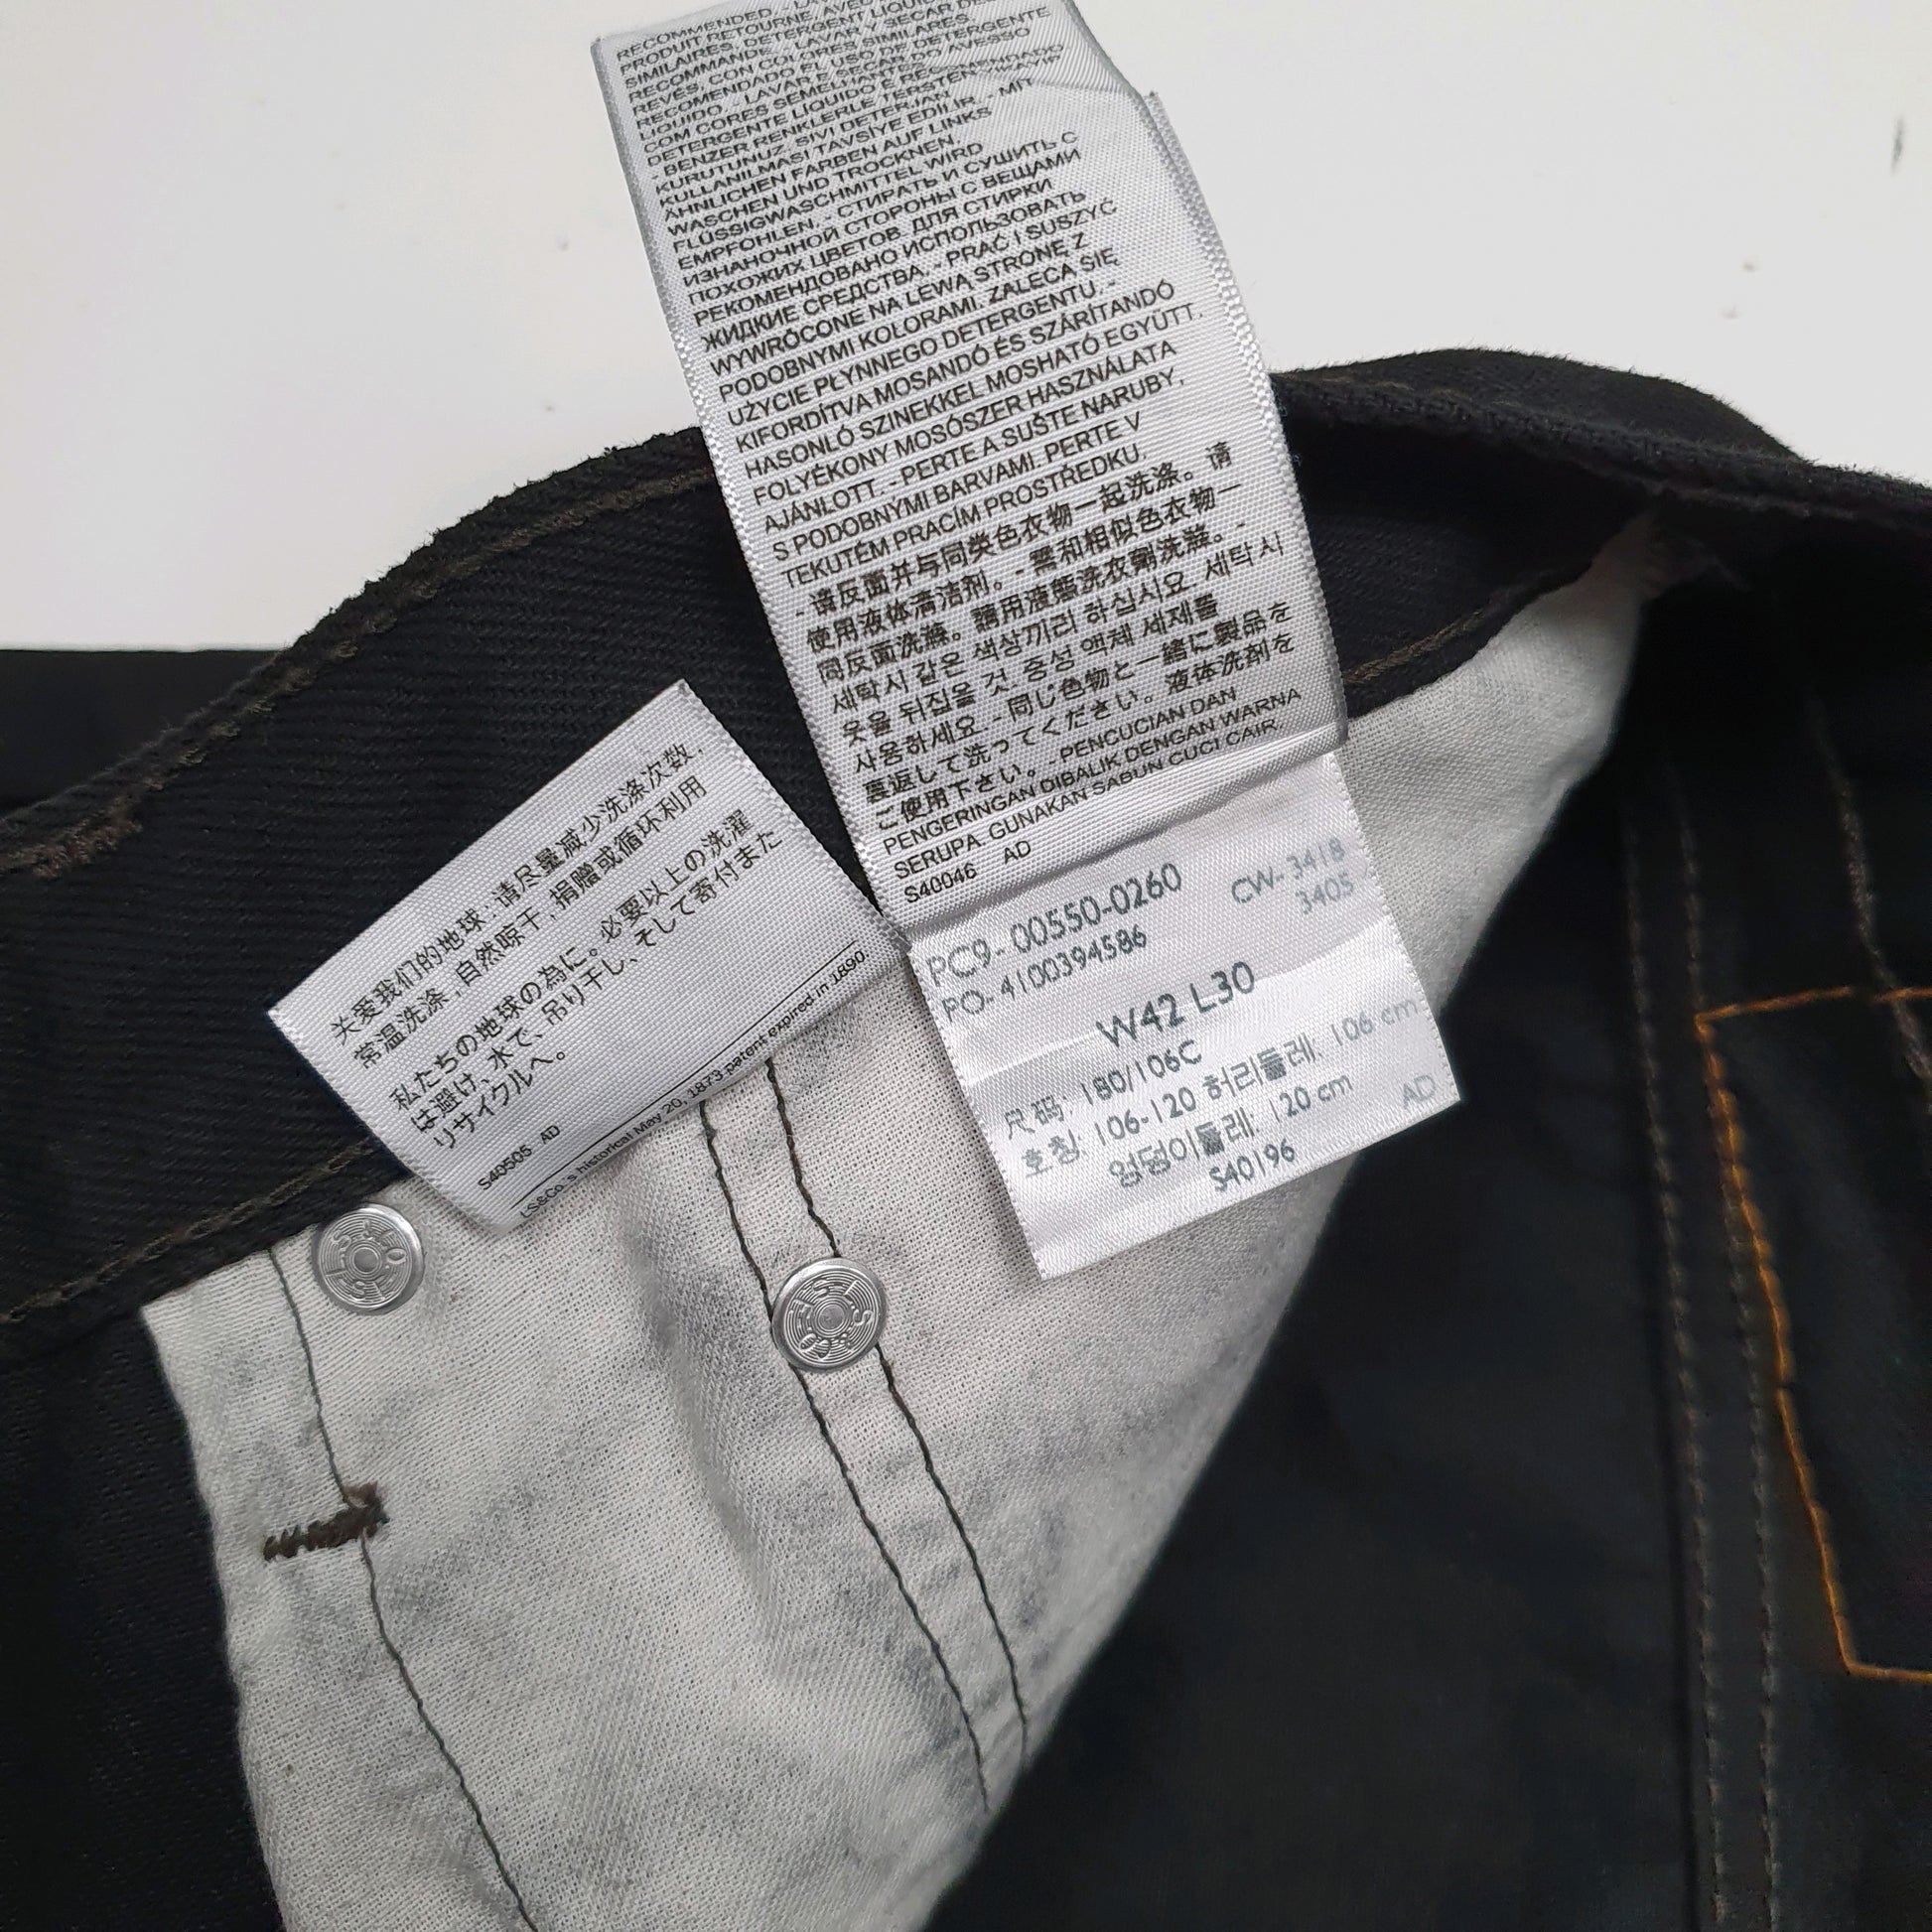 RECOMMENDED. - LAVER
PRODUIT RETOURNÉ, AVEC
SIMILAIRES. DETERGENT LIQUIDE
RECOMMANDÉ - LAVAR Y SECAR DEL
REVÉS, CON COLORES SIMILARES.
RECOMENDADO EL USO DE DETERGENTE
LIQUIDO. - LAVAR E SECAR DO AVESSO
COM CORES SEMELHANTES. É RECOMENDADO
DETERGENTE LÍQUIDO. TERSTEN YIKAYIP
- BENZER RENKLERLE
KURUTUNUZ. SIVI DETERJAN
KULLANILMASI TAVSİYE EDİLİR. - MIT
ÄHNLICHEN FARBEN AUF LINKS
WASCHEN UND TROCKNEN.
FLÜSSIGWASCHMITTEL WIRD
EMPFOHLEN. - СТИРАТЬ И СУШИТЬ С
ИЗНАНОЧНОЙ СТОРОНЫ С ВЕЩАМИ
ПОХОЖИХ ЦВЕТОВ. ДЛЯ СТИРКИ
РЕКОМЕНДОВАНО ИСПОЛЬЗОВАТЬ
ЖИДКИЕ СРЕДСТВА. - PRAĆ I SUSZYĆ
WYWRÓCONE NA LEWĄ STRONĘ Z
PODOBNYMI KOLORAMI. ZALECA SIĘ
UŻYCIE PŁYNNEGO DETERGENTU. -
KIFORDÍTVA MOSANDÓ ÉS SZÁRÍTANDÓ
HASONLÓ SZINEKKEL MOSHATÓ EGYÜTT.
FOLYÉKONY MOSÓSZER HASZNÁLATA
AJÁNLOTT. - PERTE A SUŠTE NARUBY,
S PODOBNÝMI BARVAMI. PERTE V
TEKUTÉM PRACÍM PROSTŘEDKU.
- 请反面并与同类色衣物一起洗涤。请
使用液体清洁剂。- 需和相似色衣物一
同反面洗滌。請用液態洗衣劑洗滌。-
세탁시 같은 색상끼리 하십시요. 세탁시
옷을 뒤집을 것. 중성 액체 세제를
사용하세요. - 同じ色物と一緒に製品を
裏返して洗ってください。液体洗剤を
ご使用下さい。- PENCUCIAN DAN
PENGERINGAN DIBALIK DENGAN WARNA
SERUPA. GUNAKAN SABUN CUCI CAIR.
S40046 AD
PC9- 00550-0260 CW- 3418
PO- 4100394586 3405
W42 L30
尺码: 180/106C
호칭: 106-120 허리둘레: 106 cm
엉덩이둘레: 120 cm AD
S40196
关爱我们的地球:请尽量减少洗涤次数,
常温洗涤,自然晾干,捐赠或循环利用
私たちの地球の為に。必要以上の洗濯
は避け、水で、吊り干し、そして寄付また
リサイクルへ。
S40505 AD
LS&Co.'s historical May 20, 1873 patent expired in 1890.